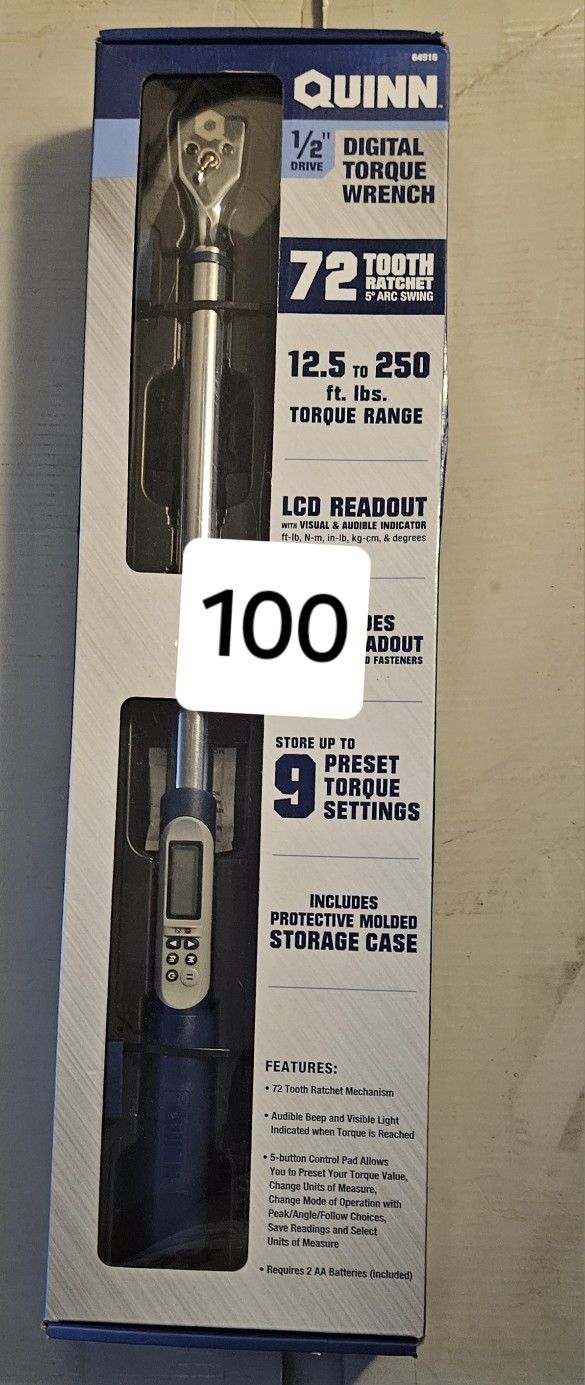 64916
QUINN
1/2"
DRIVE
DIGITAL
TORQUE
WRENCH
72 TOOTH
RATCHET
5° ARC SWING
12.5 TO 250
ft. lbs.
TORQUE RANGE
LCD READOUT
WITH VISUAL & AUDIBLE INDICATOR
ft-lb, N-m, in-lb, kg-cm, & degrees
100
DES
ADOUT
D FASTENERS
STORE UP TO
9 PRESET
TORQUE
SETTINGS
INCLUDES
PROTECTIVE MOLDED
STORAGE CASE
FEATURES:
• 72 Tooth Ratchet Mechanism
• Audible Beep and Visible Light
Indicated when Torque is Reached
• 5-button Control Pad Allows
You to Preset Your Torque Value,
Change Units of Measure,
Change Mode of Operation with
Peak/Angle/Follow Choices,
Save Readings and Select
Units of Measure
• Requires 2 AA Batteries (included)